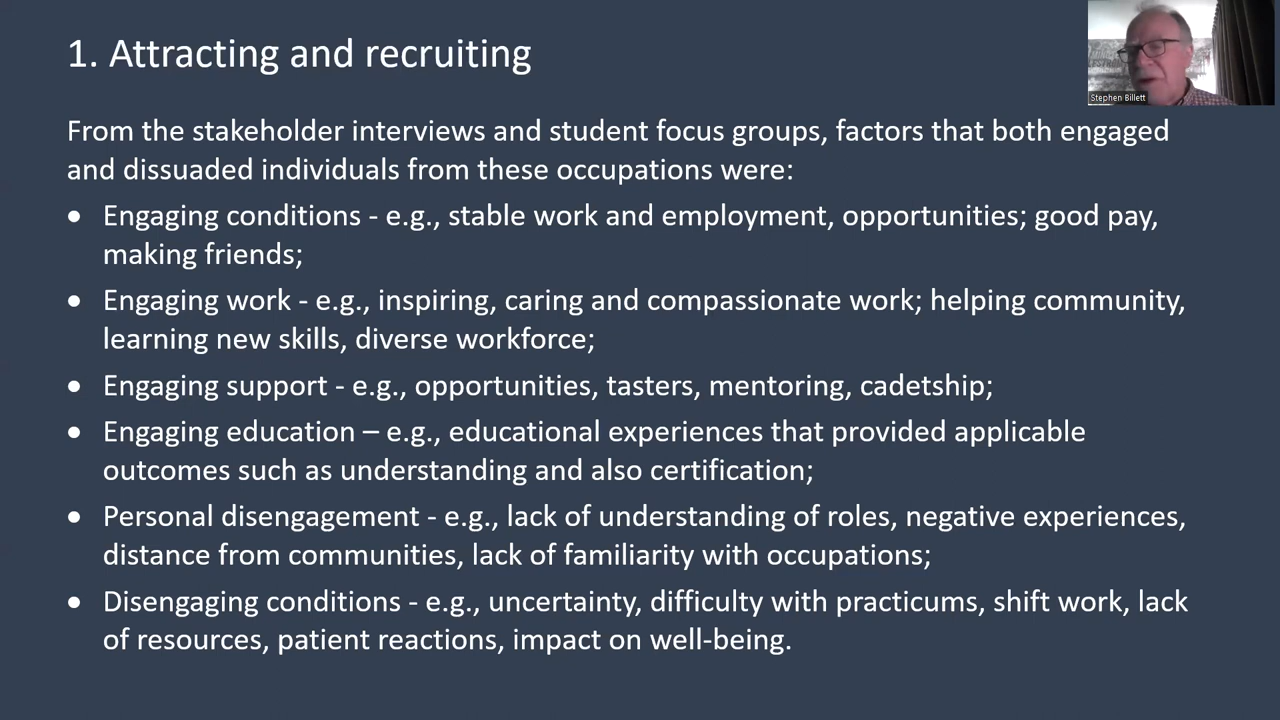 1. Attracting and recruiting
Stephen Billett
From the stakeholder interviews and student focus groups, factors that both engaged
and dissuaded individuals from these occupations were:
• Engaging conditions - e.g., stable work and employment, opportunities; good pay,
making friends;
• Engaging work - e.g., inspiring, caring and compassionate work; helping community,
learning new skills, diverse workforce;
• Engaging support - e.g., opportunities, tasters, mentoring, cadetship;
• Engaging education – e.g., educational experiences that provided applicable
outcomes such as understanding and also certification;
• Personal disengagement - e.g., lack of understanding of roles, negative experiences,
distance from communities, lack of familiarity with occupations;
• Disengaging conditions - e.g., uncertainty, difficulty with practicums, shift work, lack
of resources, patient reactions, impact on well-being.